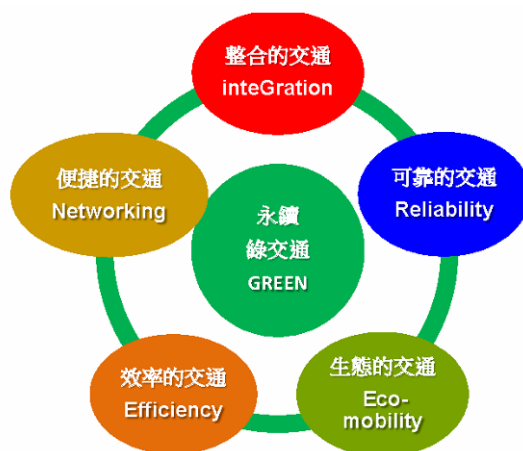 整合的交通
inteGration
可靠的交通
Reliability
生態的交通
Eco-
mobility
效率的交通
Efficiency
便捷的交通
Networking
永續
綠交通
GREEN